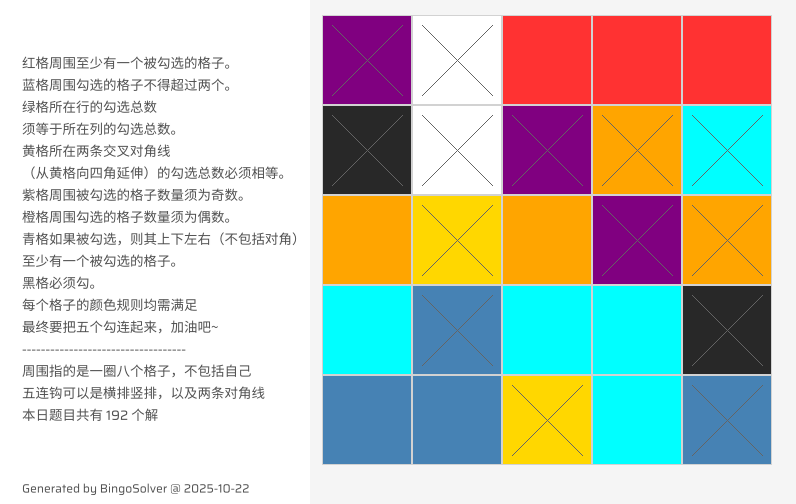 红格周围至少有一个被勾选的格子。
蓝格周围勾选的格子不得超过两个。
绿格所在行的勾选总数
须等于所在列的勾选总数。
黄格所在两条交叉对角线
（从黄格向四角延伸）的勾选总数必须相等。
紫格周围被勾选的格子数量须为奇数。
橙格周围勾选的格子数量须为偶数。
青格如果被勾选，则其上下左右（不包括对角）
至少有一个被勾选的格子。
黑格必须勾。
每个格子的颜色规则均需满足
最终要把五个勾连起来，加油吧~
-----------------------------------
周围指的是一圈八个格子，不包括自己
五连钩可以是横排竖排，以及两条对角线
本日题目共有 192 个解
Generated by BingoSolver @ 2025-10-22